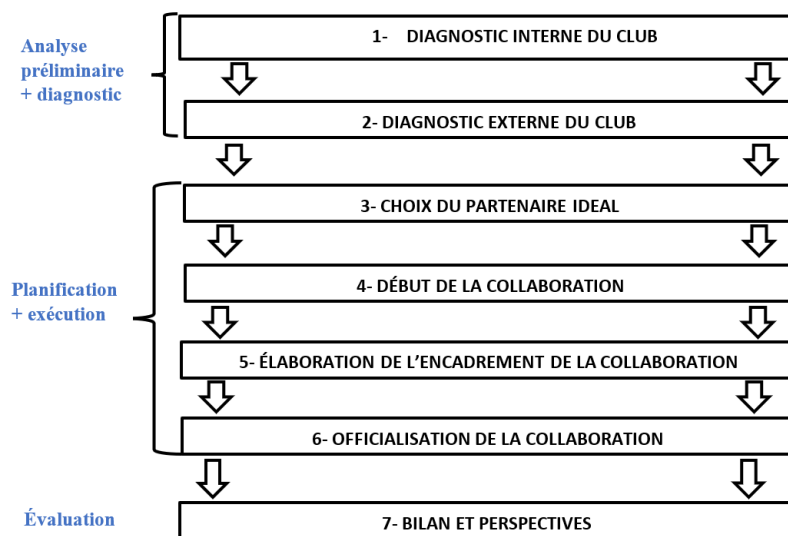 1- DIAGNOSTIC INTERNE DU CLUB
Analyse
préliminaire
+ diagnostic
2- DIAGNOSTIC EXTERNE DU CLUB
3- CHOIX DU PARTENAIRE IDEAL
4- DÉBUT DE LA COLLABORATION
Planification
+ exécution
5- ÉLABORATION DE L'ENCADREMENT DE LA COLLABORATION
6- OFFICIALISATION DE LA COLLABORATION
Évaluation
7- BILAN ET PERSPECTIVES